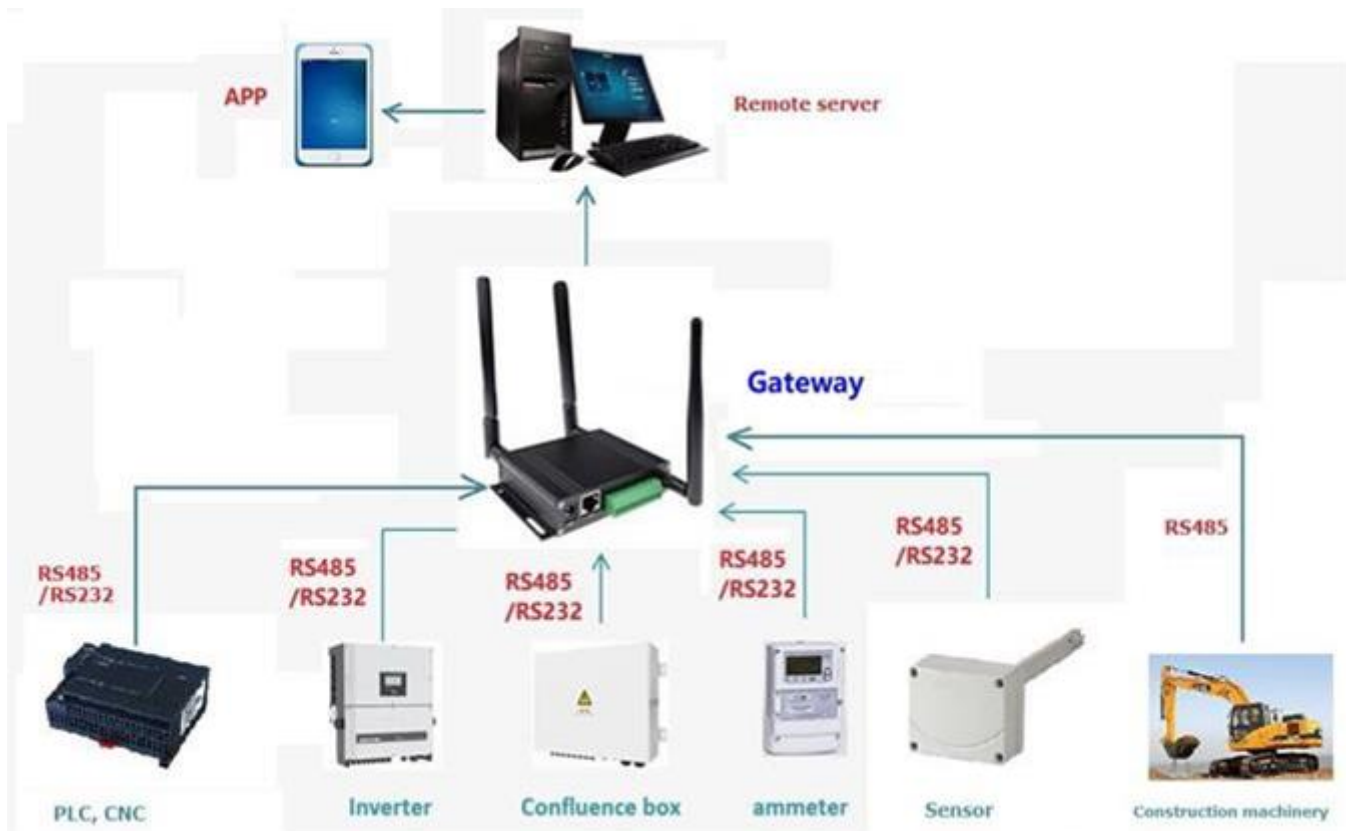 APP
Remote server
Gateway
RS485
/RS232
RS485
/RS232
RS485
/RS232
RS485
/RS232
RS485
/RS232
RS485
PLC, CNC
Inverter
Confluence box
ammeter
Sensor
Construction machinery